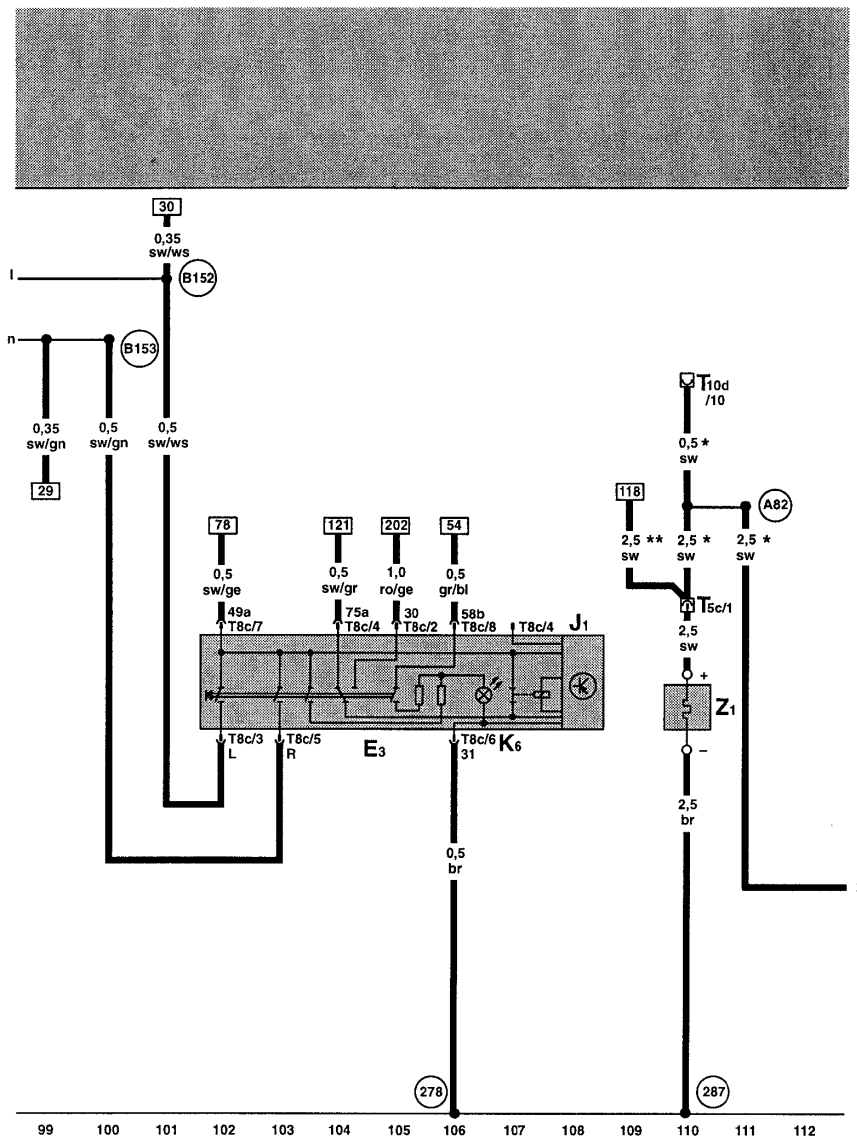 30
0,35
sw/ws
l
B152
n
B153
T10d
/10
0,35
sw/gn
0,5
sw/gn
0,5
sw/ws
0,5 *
sw
29
118
A82
78
121
202
54
2,5 **
sw
2,5 *
sw
2,5 *
sw
0,5
sw/ge
0,5
sw/gr
1,0
ro/ge
0,5
gr/bl
49a
T8c/7
75a
T8c/4
30
T8c/2
58b
T8c/8
T8c/4
J1
T5c/1
2,5
sw
+
Z1
–
T8c/3
L
T8c/5
R
E3
T8c/6
31
K6
2,5
br
0,5
br
278
287
99 100 101 102 103 104 105 106 107 108 109 110 111 112